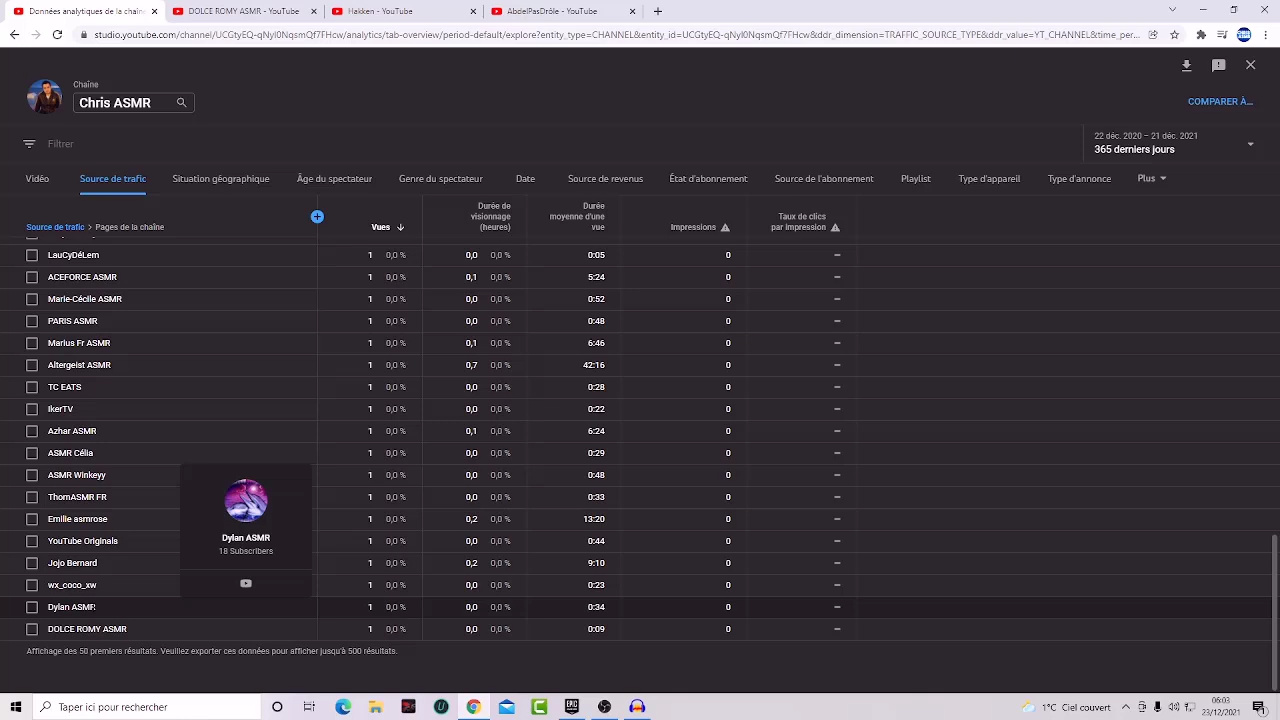 Données analytiques de la chaîne
DOLCE ROMY ASMR - YouTube
Hakken - YouTube
AbdelPasDrôle - YouTube
studio.youtube.com/channel/UCGtyEQ-qNyl0NqsmQf7FHcw/analytics/tab-overview/period-default/explore?entity_type=CHANNEL&entity_id=UCGtyEQ-qNyl0NqsmQf7FHcw&ddr_dimension=TRAFFIC_SOURCE_TYPE&ddr_value=YT_CHANNEL&time_per...
Chaîne
Chris ASMR
COMPARER À...
Filtrer
22 déc. 2020 – 21 déc. 2021
365 derniers jours
Vidéo Source de trafic Situation géographique Âge du spectateur Genre du spectateur Date Source de revenus État d'abonnement Source de l'abonnement Playlist Type d'appareil Type d'annonce Plus
Source de trafic > Pages de la chaîne
Vues
Durée de visionnage (heures)
Durée moyenne d'une vue
Impressions
Taux de clics par impression
LauCyDéLem 1 0,0 % 0,0 0,0 % 0:05 0 –
ACEFORCE ASMR 1 0,0 % 0,1 0,0 % 5:24 0 –
Marie-Cécile ASMR 1 0,0 % 0,0 0,0 % 0:52 0 –
PARIS ASMR 1 0,0 % 0,0 0,0 % 0:48 0 –
Marius Fr ASMR 1 0,0 % 0,1 0,0 % 6:46 0 –
Altergeist ASMR 1 0,0 % 0,7 0,0 % 42:16 0 –
TC EATS 1 0,0 % 0,0 0,0 % 0:28 0 –
IkerTV 1 0,0 % 0,0 0,0 % 0:22 0 –
Azhar ASMR 1 0,0 % 0,1 0,0 % 6:24 0 –
ASMR Célia 1 0,0 % 0,0 0,0 % 0:29 0 –
ASMR Winkeyy 1 0,0 % 0,0 0,0 % 0:48 0 –
ThomASMR FR 1 0,0 % 0,0 0,0 % 0:33 0 –
Emilie asmrose 1 0,0 % 0,2 0,0 % 13:20 0 –
YouTube Originals 1 0,0 % 0,0 0,0 % 0:44 0 –
Jojo Bernard 1 0,0 % 0,2 0,0 % 9:10 0 –
wx_coco_xw 1 0,0 % 0,0 0,0 % 0:23 0 –
Dylan ASMR 1 0,0 % 0,0 0,0 % 0:34 0 –
DOLCE ROMY ASMR 1 0,0 % 0,0 0,0 % 0:09 0 –
Dylan ASMR
18 Subscribers
Affichage des 50 premiers résultats. Veuillez exporter ces données pour afficher jusqu'à 500 résultats.
Taper ici pour rechercher
1°C Ciel couvert
06:03
23/12/2021